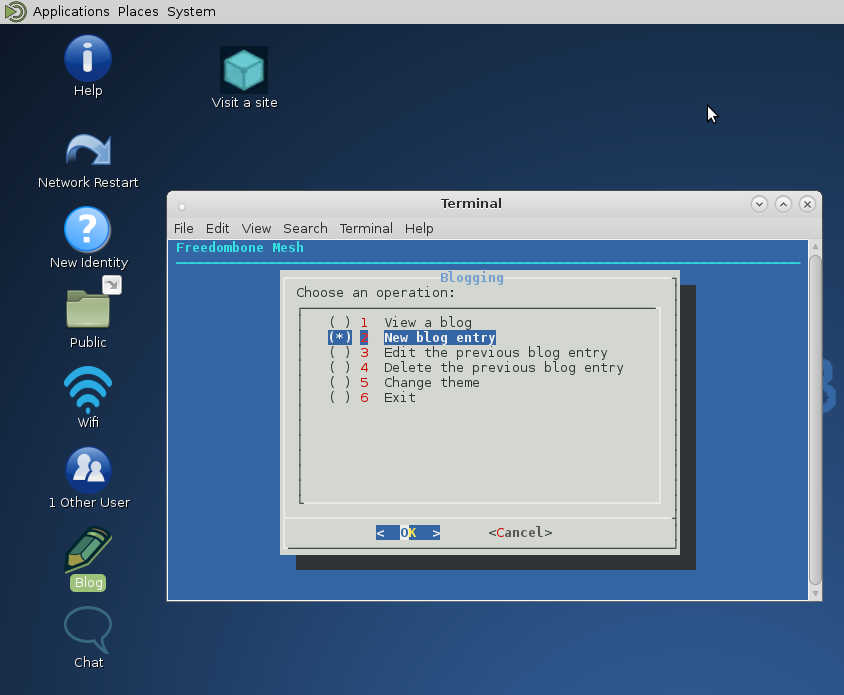 Applications Places System
Help
Visit a site
Network Restart
New Identity
Public
Wifi
1 Other User
Blog
Chat
Terminal
File Edit View Search Terminal Help
Freedombone Mesh
Blogging
Choose an operation:
( ) 1 View a blog
(*) 2 New blog entry
( ) 3 Edit the previous blog entry
( ) 4 Delete the previous blog entry
( ) 5 Change theme
( ) 6 Exit
< OK > <Cancel>